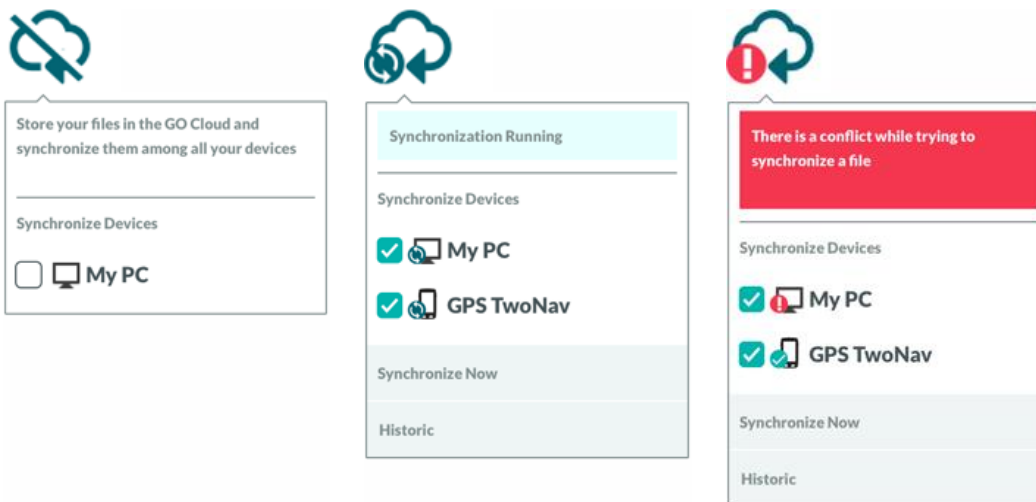 Store your files in the GO Cloud and
synchronize them among all your devices
Synchronize Devices
My PC
Synchronization Running
Synchronize Devices
My PC
GPS TwoNav
Synchronize Now
Historic
There is a conflict while trying to
synchronize a file
Synchronize Devices
My PC
GPS TwoNav
Synchronize Now
Historic